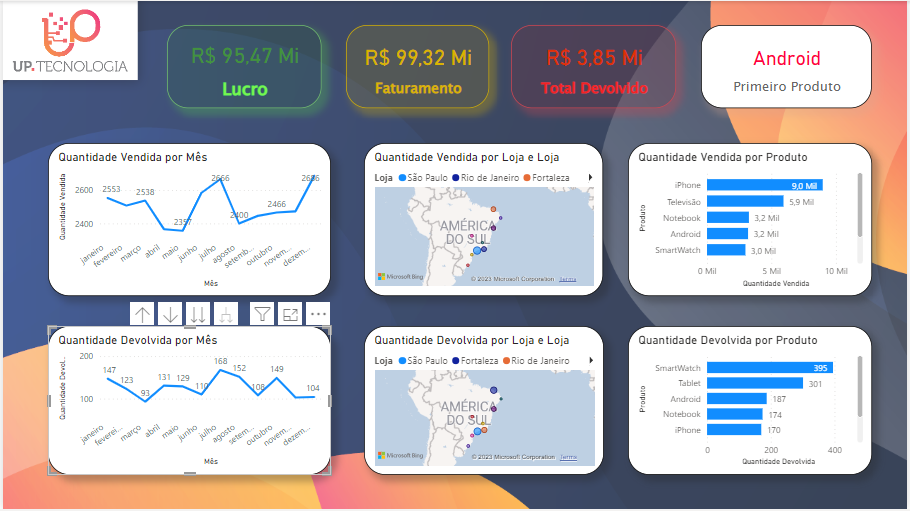 UP.TECNOLOGIA
R$ 95,47 Mi
Lucro
R$ 99,32 Mi
Faturamento
R$ 3,85 Mi
Total Devolvido
Android
Primeiro Produto
Quantidade Vendida por Mês
Quantidade Vendida
2600
2400
2553
2538
2357
2666
2400
2466
2686
janeiro
fevereiro
março
abril
maio
junho
julho
agosto
setemb...
outubro
novem...
dezem...
Mês
Quantidade Vendida por Loja e Loja
Loja São Paulo Rio de Janeiro Fortaleza
AMÉRICA
DO SUL
Microsoft Bing
© 2023 Microsoft Corporation Terms
Quantidade Vendida por Produto
Produto
iPhone 9,0 Mil
Televisão 5,9 Mil
Notebook 3,2 Mil
Android 3,2 Mil
SmartWatch 3,0 Mil
0 Mil 5 Mil 10 Mil
Quantidade Vendida
Quantidade Devolvida por Mês
Quantidade Devol...
200
100
147
123
93
131
129
110
168
152
108
149
104
janeiro
feverei...
março
abril
maio
junho
julho
agosto
setem...
outubro
novem...
dezem...
Mês
Quantidade Devolvida por Loja e Loja
Loja São Paulo Fortaleza Rio de Janeiro
AMÉRICA
DO SUL
Microsoft Bing
© 2023 Microsoft Corporation Terms
Quantidade Devolvida por Produto
Produto
SmartWatch 395
Tablet 301
Android 187
Notebook 174
iPhone 170
0 200 400
Quantidade Devolvida